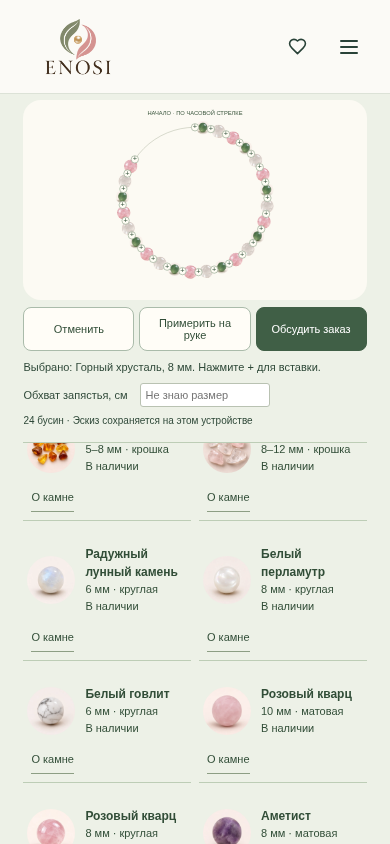 ENOSI
НАЧАЛО · ПО ЧАСОВОЙ СТРЕЛКЕ
Отменить
Примерить на
руке
Обсудить заказ
Выбрано: Горный хрусталь, 8 мм. Нажмите + для вставки.
Обхват запястья, см
Не знаю размер
24 бусин · Эскиз сохраняется на этом устройстве
5–8 мм · крошка
В наличии
О камне
8–12 мм · крошка
В наличии
О камне
Радужный
лунный камень
6 мм · круглая
В наличии
О камне
Белый
перламутр
8 мм · круглая
В наличии
О камне
Белый говлит
6 мм · круглая
В наличии
О камне
Розовый кварц
10 мм · матовая
В наличии
О камне
Розовый кварц
8 мм · круглая
Аметист
8 мм · матовая